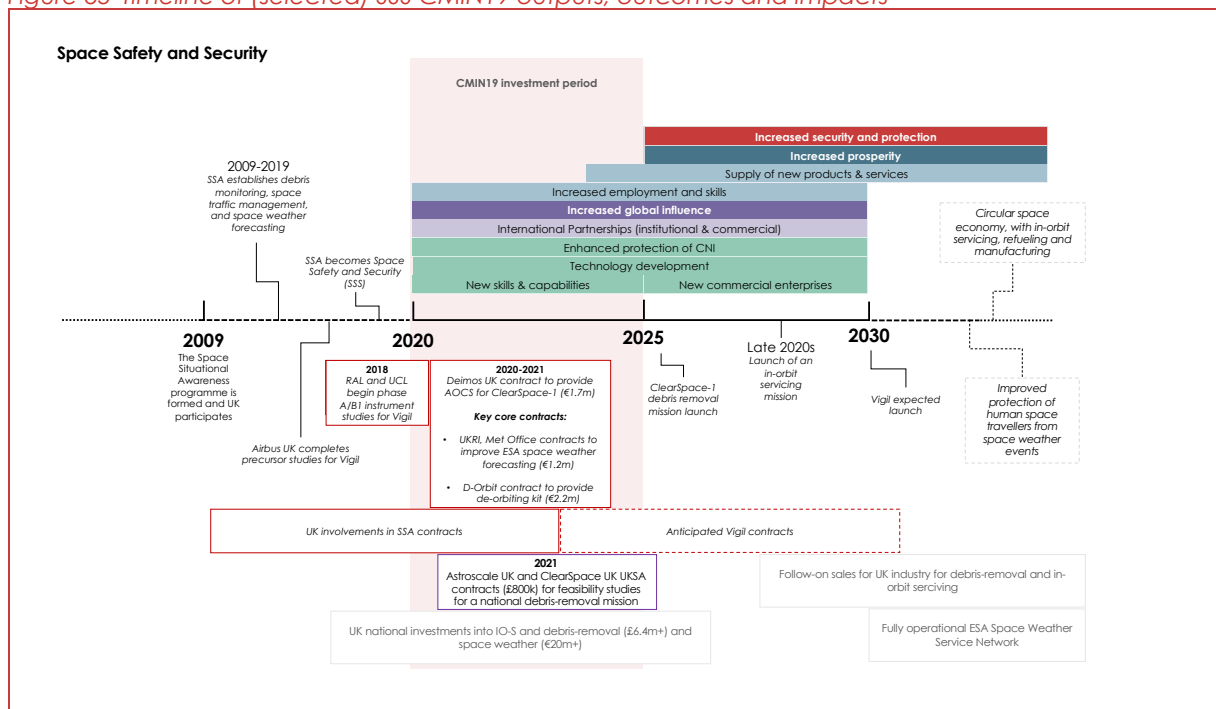 Figure 65 Timeline of (selected) SSS CMIN19 outputs, outcomes and impacts
Space Safety and Security
CMIN19 investment period
Increased security and protection
Increased prosperity
Supply of new products & services
Increased employment and skills
Increased global influence
International Partnerships (institutional & commercial)
Enhanced protection of CNI
Technology development
New skills & capabilities
New commercial enterprises
2009-2019
SSA establishes debris
monitoring, space
traffic management,
and space weather
forecasting
SSA becomes Space
Safety and Security
(SSS)
Circular space
economy, with in-orbit
servicing, refueling and
manufacturing
2009
The Space
Situational
Awareness
programme is
formed and UK
participates
2020
2025
Late 2020s
Launch of an
in-orbit
servicing
mission
2030
Airbus UK completes
precursor studies for Vigil
2018
RAL and UCL
begin phase
A/B1 instrument
studies for Vigil
2020-2021
Deimos UK contract to provide
AOCS for ClearSpace-1 (€1.7m)
Key core contracts:
• UKRI, Met Office contracts to
improve ESA space weather
forecasting (€1.2m)
• D-Orbit contract to provide
de-orbiting kit (€2.2m)
ClearSpace-1
debris removal
mission launch
Vigil expected
launch
Improved
protection of
human space
travellers from
space weather
events
UK involvements in SSA contracts
Anticipated Vigil contracts
2021
Astroscale UK and ClearSpace UK UKSA
contracts (£800k) for feasibility studies
for a national debris-removal mission
Follow-on sales for UK industry for debris-removal and in-
orbit serciving
UK national investments into IO-S and debris-removal (£6.4m+) and
space weather (€20m+)
Fully operational ESA Space Weather
Service Network